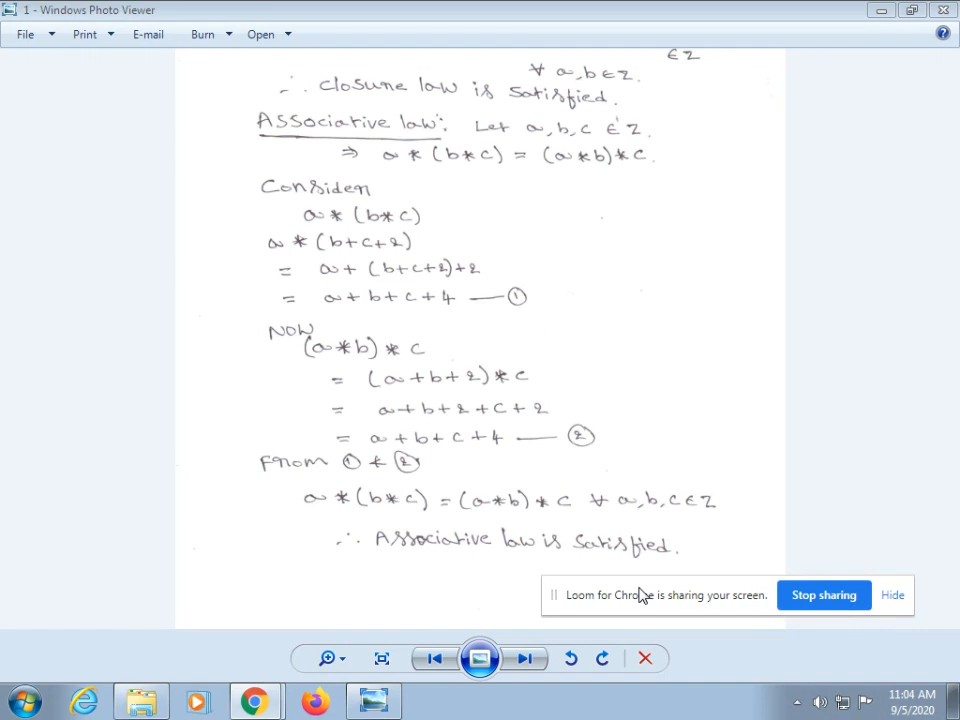 1 - Windows Photo Viewer
File Print E-mail Burn Open
∈ Z
∀ a, b ∈ Z.
∴ closure law is satisfied.
Associative law: Let a, b, c ∈ Z.
⇒ a * (b * c) = (a * b) * c.
Consider
a * (b * c)
a * (b + c + 2)
= a + (b + c + 2) + 2
= a + b + c + 4 — ①
Now
(a * b) * c
= (a + b + 2) * c
= a + b + 2 + c + 2
= a + b + c + 4 — ②
From ① & ②
a * (b * c) = (a * b) * c ∀ a, b, c ∈ Z
∴ Associative law is satisfied.
Loom for Chrome is sharing your screen. Stop sharing Hide
11:04 AM
9/5/2020